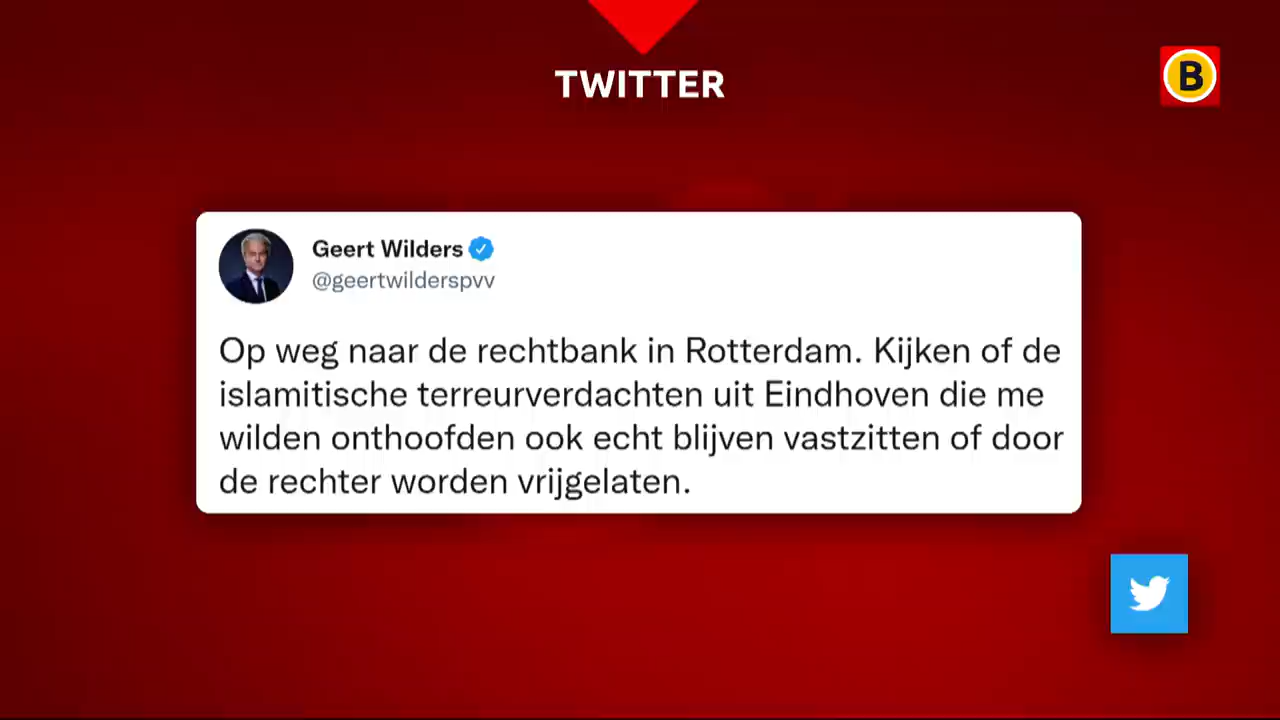 TWITTER
B
Geert Wilders
@geertwilderspvv
Op weg naar de rechtbank in Rotterdam. Kijken of de
islamitische terreurverdachten uit Eindhoven die me
wilden onthoofden ook echt blijven vastzitten of door
de rechter worden vrijgelaten.